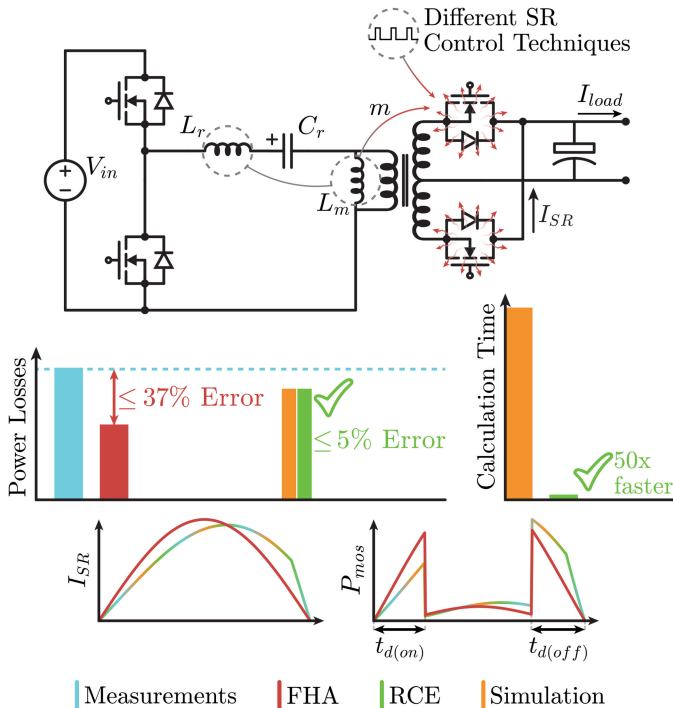 Different SR
Control Techniques
L_r
+ C_r
m
I_load
V_in
+
−
L_m
I_SR
Power Losses
≤ 37% Error
≤ 5% Error
Calculation Time
50x
faster
I_SR
P_mos
t_d(on)
t_d(off)
Measurements
FHA
RCE
Simulation